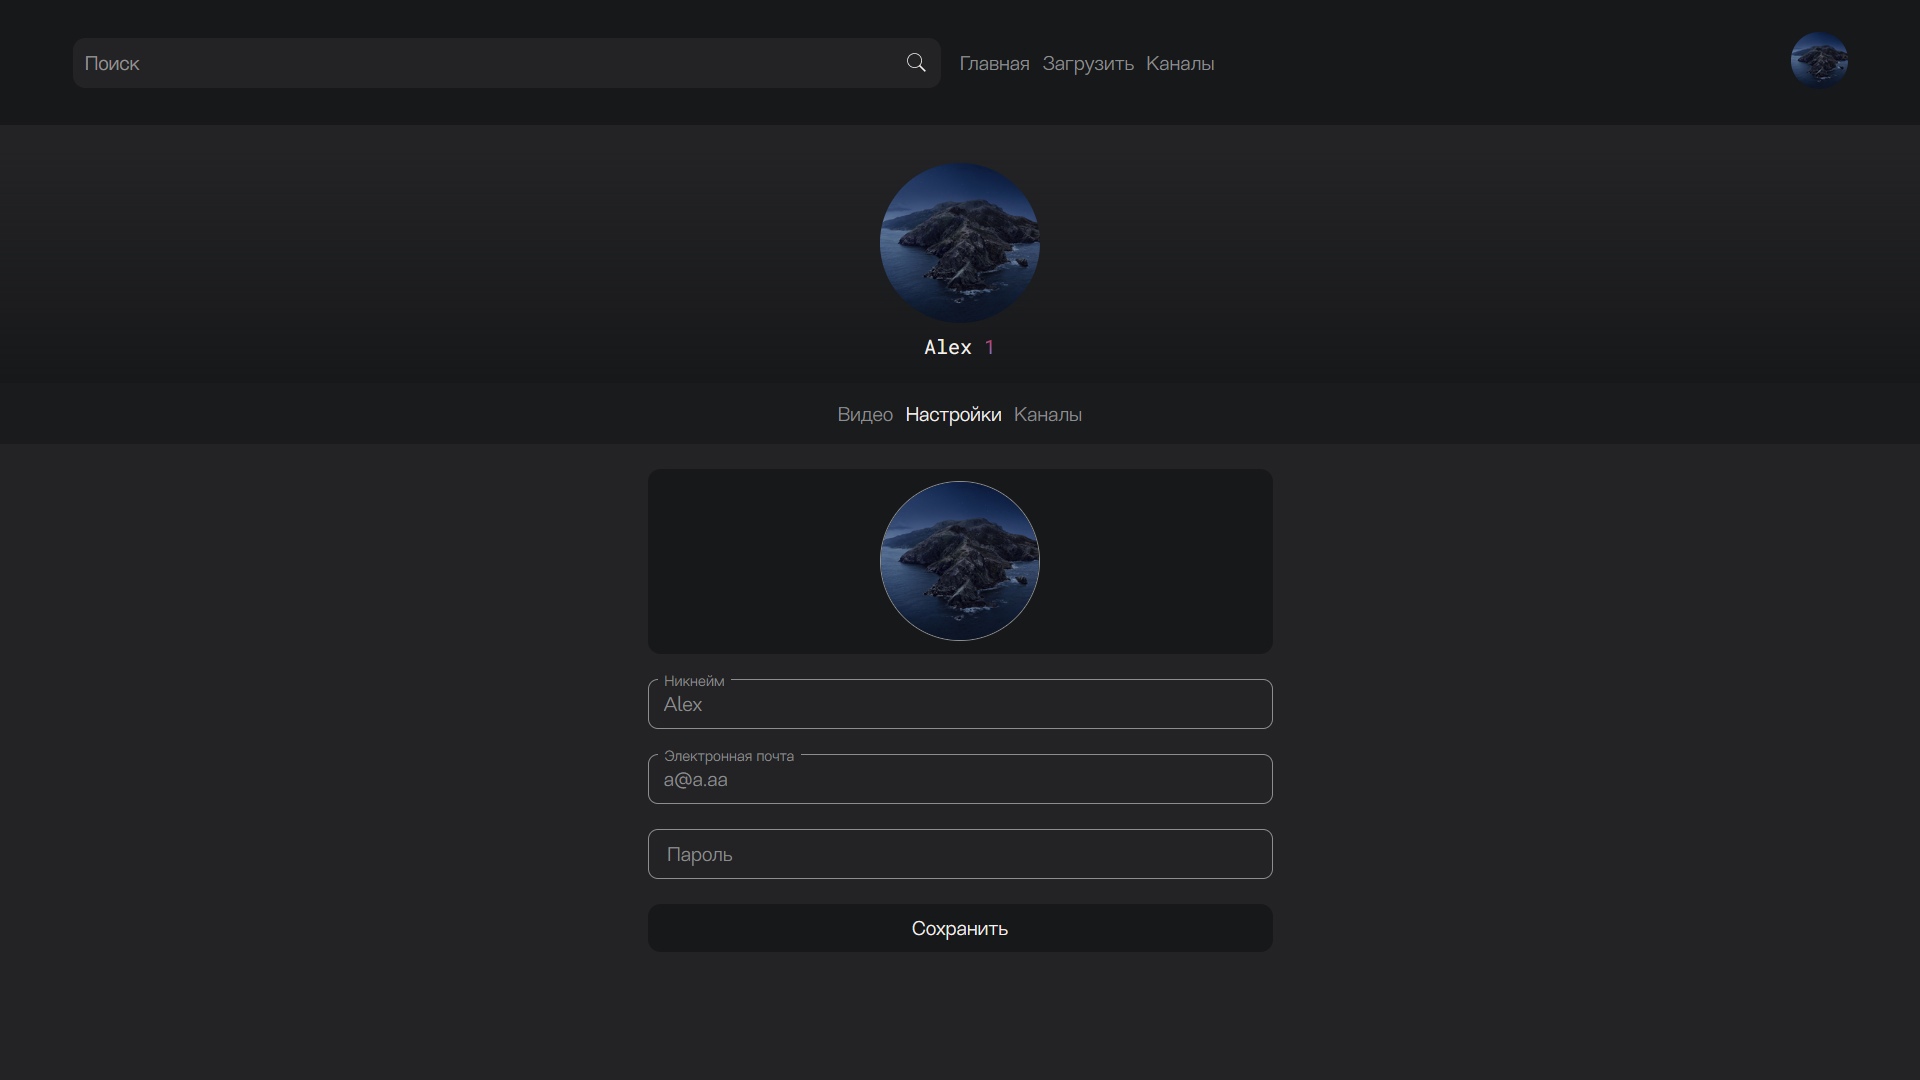 Поиск Главная Загрузить Каналы
Alex 1
Видео Настройки Каналы
Никнейм
Alex
Электронная почта
a@a.aa
Пароль
Сохранить